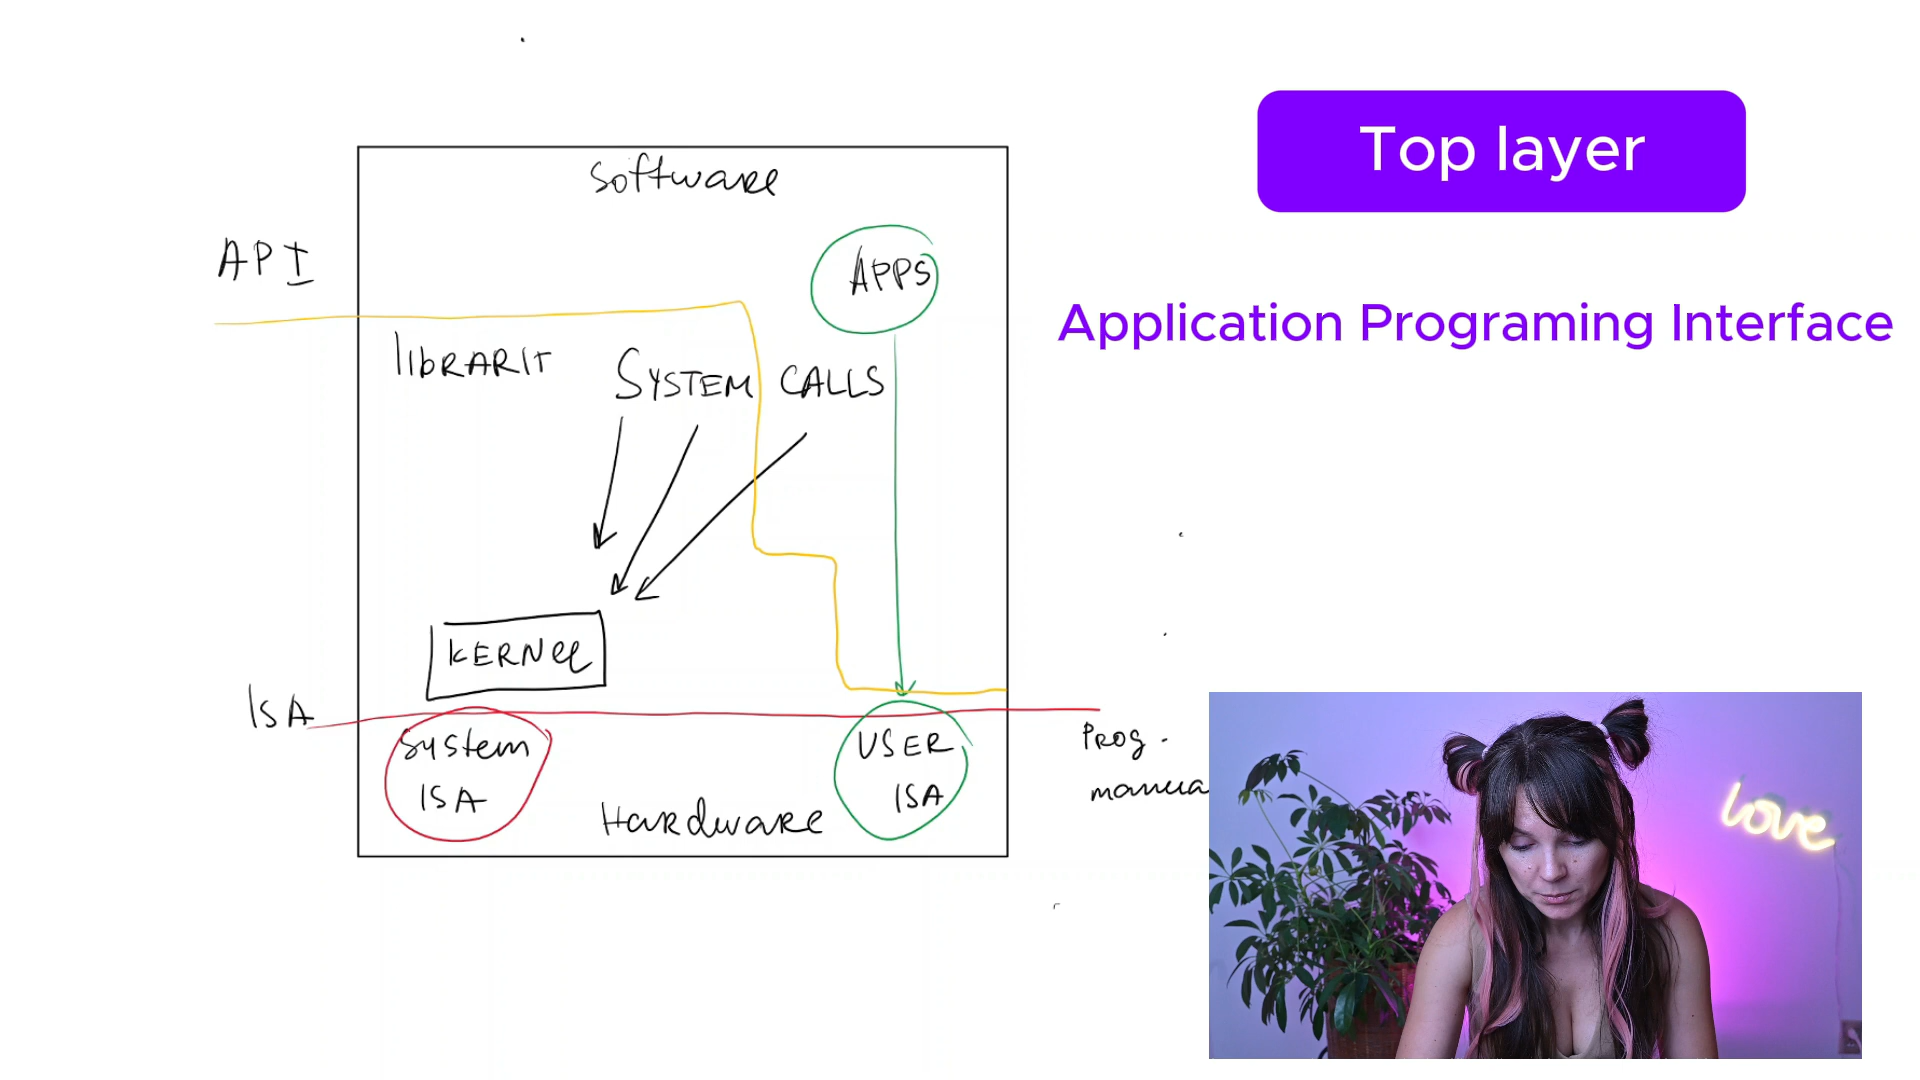 Top layer
Application Programing Interface
software
API
APPS
librarit
SYSTEM CALLS
KERNEL
ISA
system
ISA
USER
ISA
Hardware
Prog.
manua
love